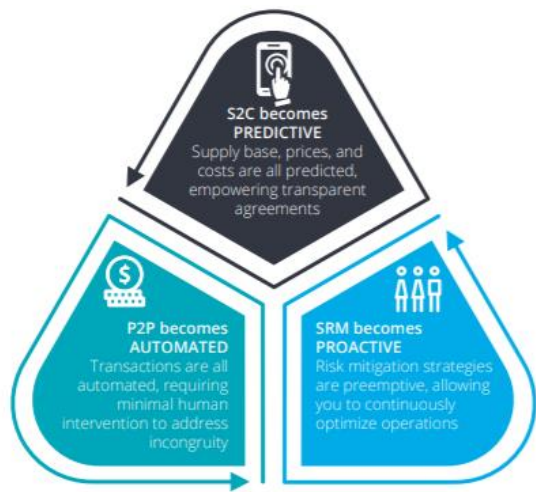 S2C becomes
PREDICTIVE
Supply base, prices, and
costs are all predicted,
empowering transparent
agreements
$
P2P becomes
AUTOMATED
Transactions are all
automated, requiring
minimal human
intervention to address
incongruity
SRM becomes
PROACTIVE
Risk mitigation strategies
are preemptive, allowing
you to continuously
optimize operations